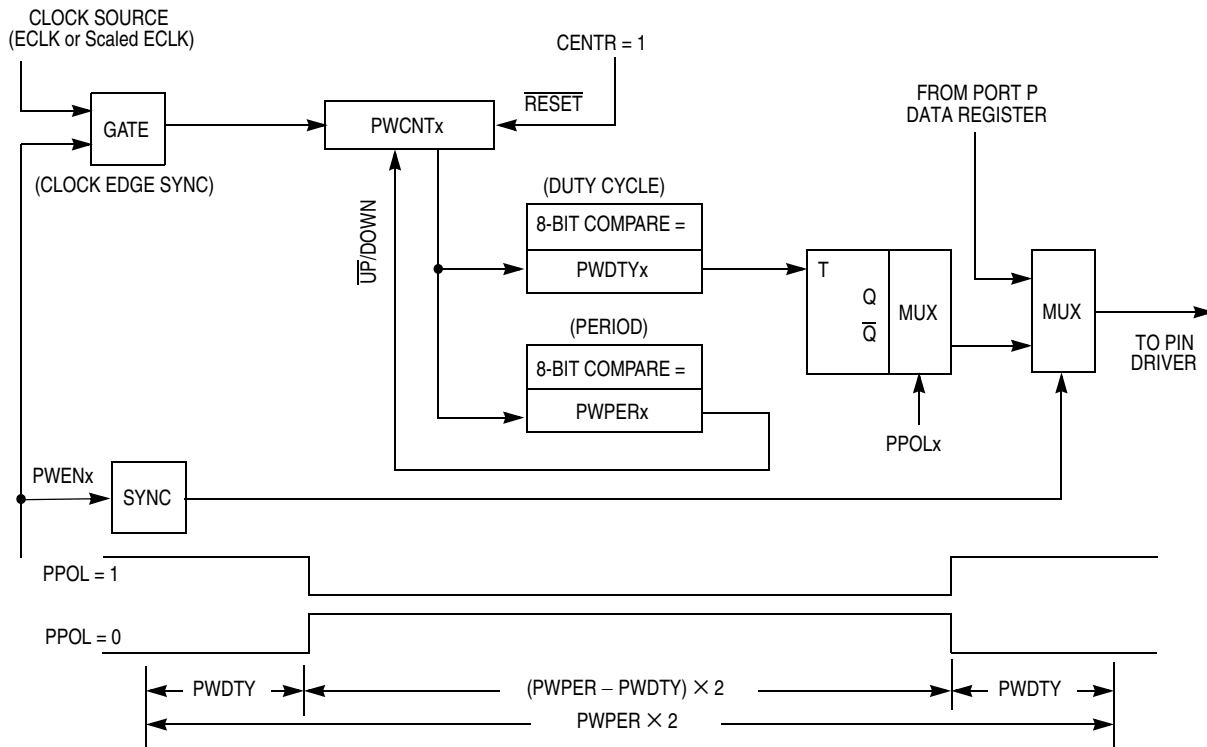 CLOCK SOURCE
(ECLK or Scaled ECLK)
CENTR = 1
RESET
FROM PORT P
DATA REGISTER
GATE
PWCNTx
(CLOCK EDGE SYNC)
UP/DOWN
(DUTY CYCLE)
8-BIT COMPARE =
PWDTYx
T
Q
Q
MUX
MUX
TO PIN
DRIVER
(PERIOD)
8-BIT COMPARE =
PWPERx
PPOLx
PWENx
SYNC
PPOL = 1
PPOL = 0
PWDTY
(PWPER – PWDTY) × 2
PWDTY
PWPER × 2